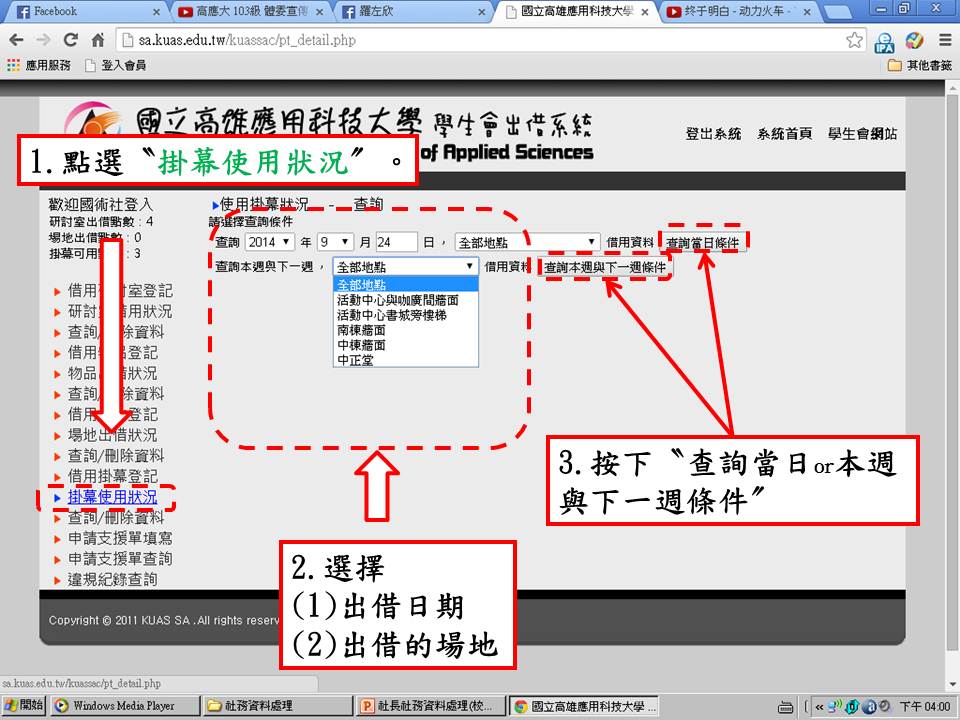 Facebook
高應大 103級 體委宣傳
羅左欣
國立高雄應用科技大學
终于明白 - 动力火车 -
sa.kuas.edu.tw/kuassac/pt_detail.php
應用服務 登入會員 其他書籤
國立高雄應用科技大學 學生會出借系統
of Applied Sciences
登出系統 系統首頁 學生會網站
1.點選〝掛幕使用狀況〞。
歡迎國術社登入
研討室出借點數：4
場地出借點數：0
掛幕可用 ：3
借用 討室登記
研討 借用狀況
查詢/ 除資料
借用 品登記
物品 借狀況
查詢 除資料
借用 登記
場地出借狀況
查詢/刪除資料
借用掛幕登記
掛幕使用狀況
查詢/刪除資料
申請支援單填寫
申請支援單查詢
違規紀錄查詢
使用掛幕狀況 - 查詢
請選擇查詢條件
查詢 2014 年 9 月 24 日， 全部地點 借用資料 查詢當日條件
查詢本週與下一週， 全部地點 借用資料 查詢本週與下一週條件
全部地點
活動中心與咖廣間牆面
活動中心書城旁樓梯
南棟牆面
中棟牆面
中正堂
3.按下〝查詢當日or本週
與下一週條件〞
2.選擇
(1)出借日期
(2)出借的場地
Copyright © 2011 KUAS SA .All rights reserv
sa.kuas.edu.tw/kuassac/pt_detail.php
開始 Windows Media Player 社務資料處理 社長社務資料處理(校... 國立高雄應用科技大學 ... 下午 04:00